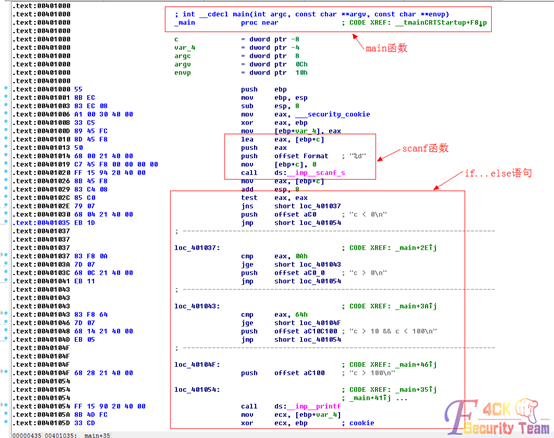 .text:00401000
.text:00401000 ; int __cdecl main(int argc, const char **argv, const char **envp)
.text:00401000 _main proc near ; CODE XREF: __tmainCRTStartup+F8↓p
.text:00401000 main函数
.text:00401000 c = dword ptr -8
.text:00401000 var_4 = dword ptr -4
.text:00401000 argc = dword ptr 8
.text:00401000 argv = dword ptr 0Ch
.text:00401000 envp = dword ptr 10h
.text:00401000
.text:00401000 55 push ebp
.text:00401001 8B EC mov ebp, esp
.text:00401003 83 EC 08 sub esp, 8
.text:00401006 A1 00 30 40 00 mov eax, ___security_cookie
.text:0040100B 33 C5 xor eax, ebp
.text:0040100D 89 45 FC mov [ebp+var_4], eax
.text:00401010 8D 45 F8 lea eax, [ebp+c]
.text:00401013 50 push eax scanf函数
.text:00401014 68 00 21 40 00 push offset Format ; "%d"
.text:00401019 C7 45 F8 00 00 00 00 mov [ebp+c], 0
.text:00401020 FF 15 94 20 40 00 call ds:__imp__scanf_s
.text:00401026 8B 45 F8 mov eax, [ebp+c] if...else语句
.text:00401029 83 C4 08 add esp, 8
.text:0040102C 85 C0 test eax, eax
.text:0040102E 79 07 jns short loc_401037
.text:00401030 68 04 21 40 00 push offset aC0 ; "c < 0\n"
.text:00401035 EB 1D jmp short loc_401054
.text:00401037 ; ---------------------------------------------------------------------------
.text:00401037
.text:00401037 loc_401037: ; CODE XREF: _main+2E↑j
.text:00401037 83 F8 0A cmp eax, 0Ah
.text:0040103A 7D 07 jge short loc_401043
.text:0040103C 68 0C 21 40 00 push offset aC0_0 ; "c > 0\n"
.text:00401041 EB 11 jmp short loc_401054
.text:00401043 ; ---------------------------------------------------------------------------
.text:00401043
.text:00401043 loc_401043: ; CODE XREF: _main+3A↑j
.text:00401043 83 F8 64 cmp eax, 64h
.text:00401046 7D 07 jge short loc_40104F
.text:00401048 68 14 21 40 00 push offset aC10C100 ; "c > 10 && c < 100\n"
.text:0040104D EB 05 jmp short loc_401054
.text:0040104F ; ---------------------------------------------------------------------------
.text:0040104F
.text:0040104F loc_40104F: ; CODE XREF: _main+46↑j
.text:0040104F 68 28 21 40 00 push offset aC100 ; "c > 100\n"
.text:00401054
.text:00401054 loc_401054: ; CODE XREF: _main+35↑j
.text:00401054 ; _main+41↑j ...
.text:00401054 FF 15 90 20 40 00 call ds:__imp__printf
.text:0040105A 8B 4D FC mov ecx, [ebp+var_4]
.text:0040105D 33 CD xor ecx, ebp ; cookie
00000435 00401035: main+35
F4CK
Security Team